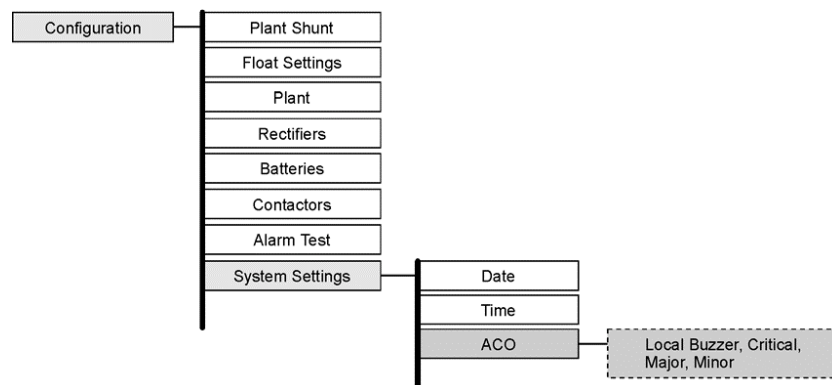 Configuration
Plant Shunt
Float Settings
Plant
Rectifiers
Batteries
Contactors
Alarm Test
System Settings
Date
Time
ACO
Local Buzzer, Critical,
Major, Minor